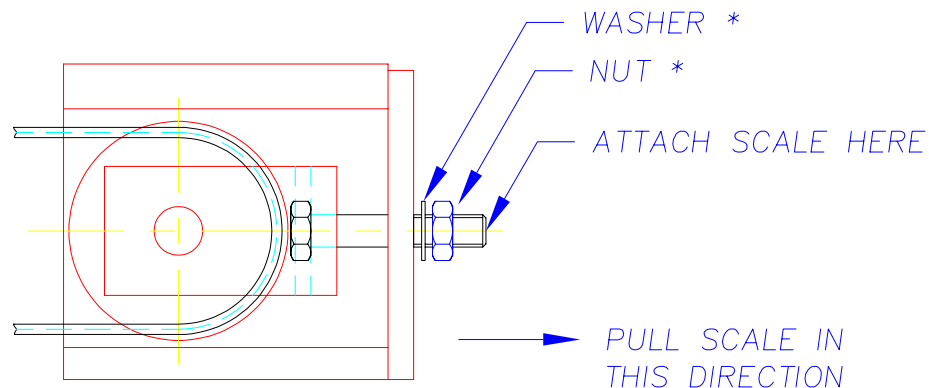 WASHER *
NUT *
ATTACH SCALE HERE
PULL SCALE IN
THIS DIRECTION